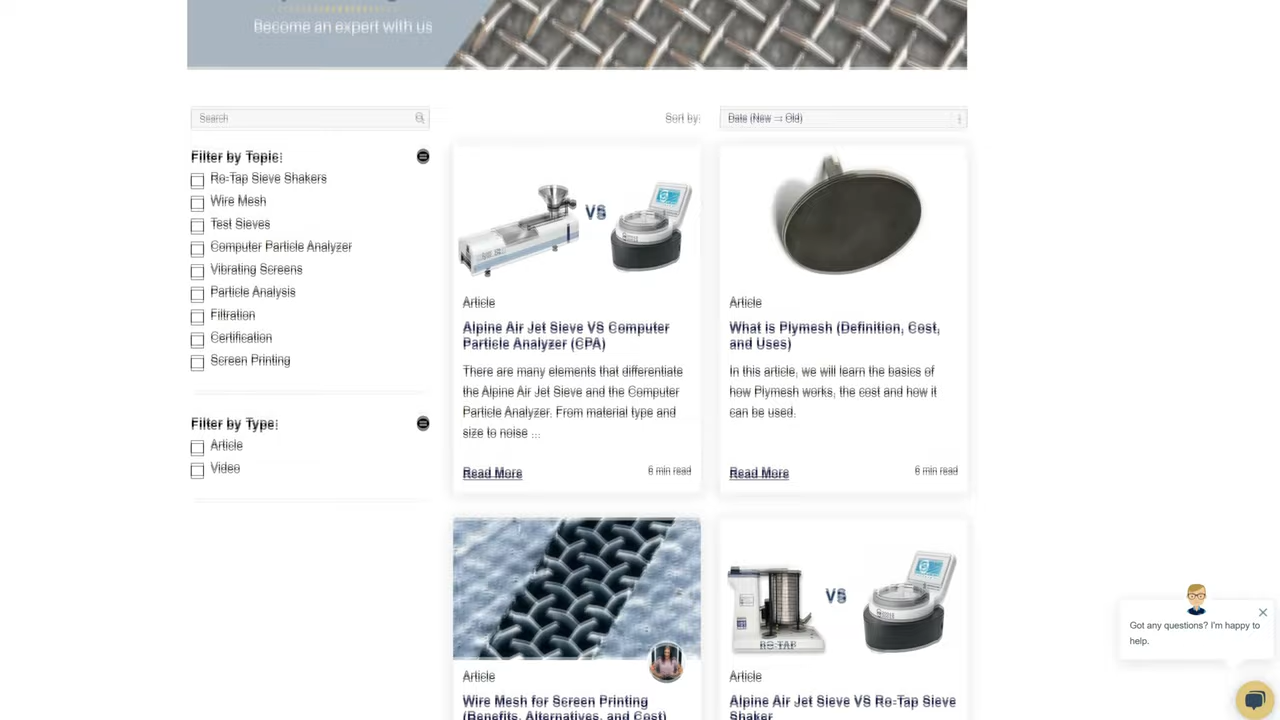 Become an expert with us
Search
Sort by:
Date (New → Old)
Filter by Topic:
Ro-Tap Sieve Shakers
Wire Mesh
Test Sieves
Computer Particle Analyzer
Vibrating Screens
Particle Analysis
Filtration
Certification
Screen Printing
Filter by Type:
Article
Video
VS
Article
Alpine Air Jet Sieve VS Computer
Particle Analyzer (CPA)
There are many elements that differentiate
the Alpine Air Jet Sieve and the Computer
Particle Analyzer. From material type and
size to noise ...
Read More
6 min read
Article
What is Plymesh (Definition, Cost,
and Uses)
In this article, we will learn the basics of
how Plymesh works, the cost and how it
can be used.
Read More
6 min read
Article
Wire Mesh for Screen Printing
(Benefits, Alternatives, and Cost)
VS
RO-TAP
Article
Alpine Air Jet Sieve VS Ro-Tap Sieve
Shaker
Got any questions? I'm happy to
help.